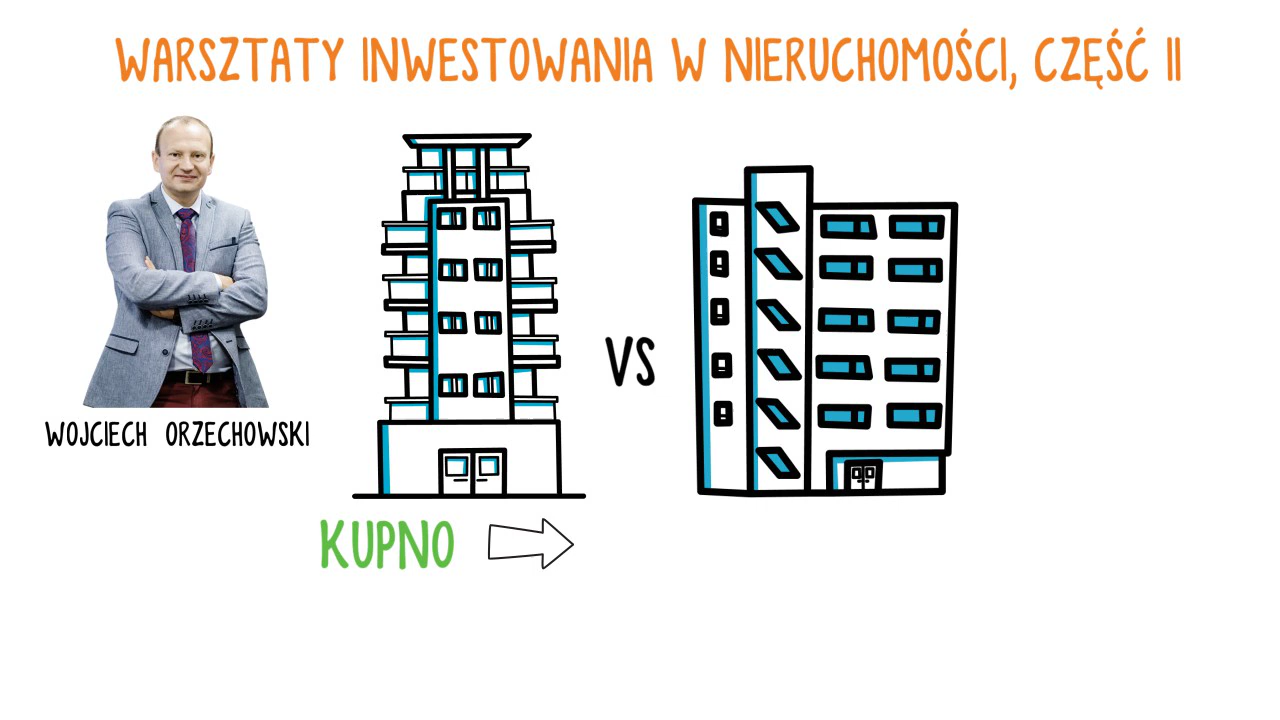 WARSZTATY INWESTOWANIA W NIERUCHOMOŚCI, CZĘŚĆ II
WOJCIECH ORZECHOWSKI
VS
KUPNO